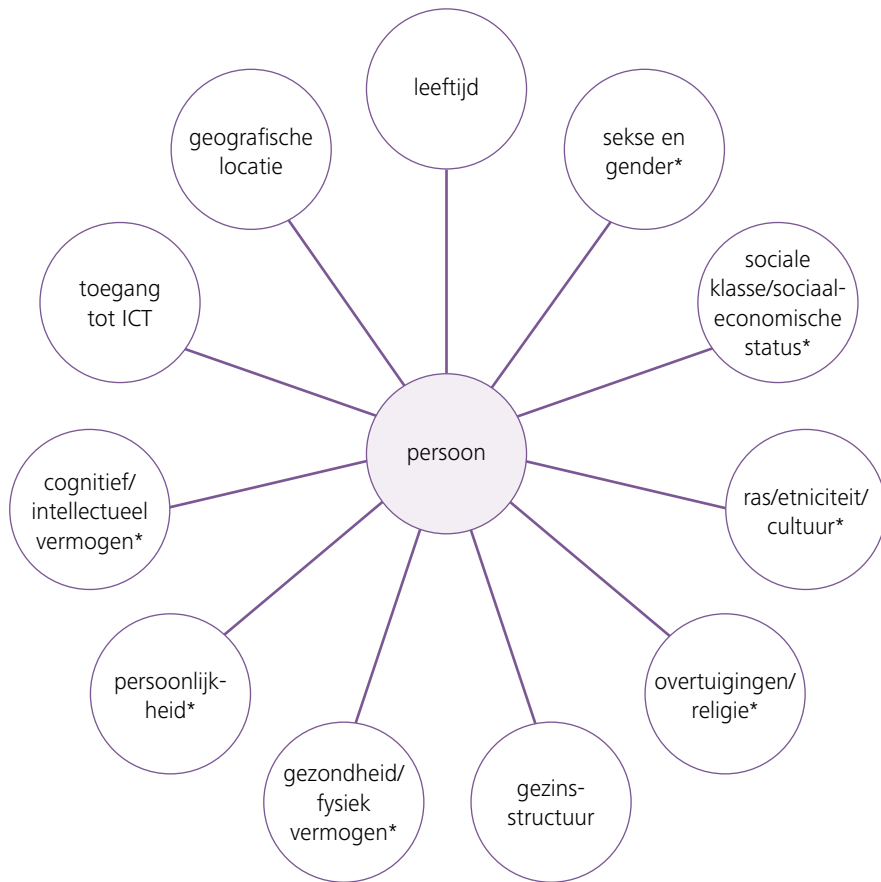 leeftijd
sekse en
gender*
sociale
klasse/sociaal-
economische
status*
ras/etniciteit/
cultuur*
overtuigingen/
religie*
gezins-
structuur
gezondheid/
fysiek
vermogen*
persoonlijk-
heid*
cognitief/
intellectueel
vermogen*
toegang
tot ICT
geografische
locatie
persoon